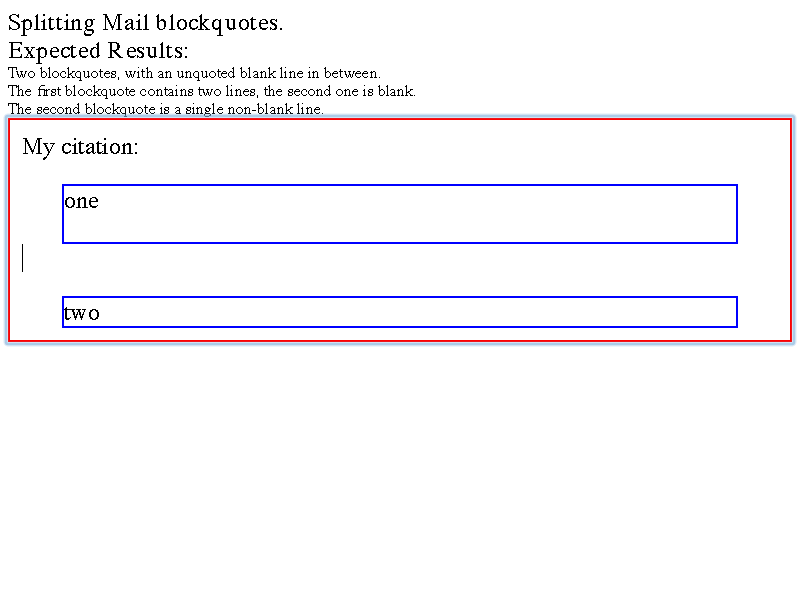 Splitting Mail blockquotes.
Expected Results:
Two blockquotes, with an unquoted blank line in between.
The first blockquote contains two lines, the second one is blank.
The second blockquote is a single non-blank line.
My citation:
one
two